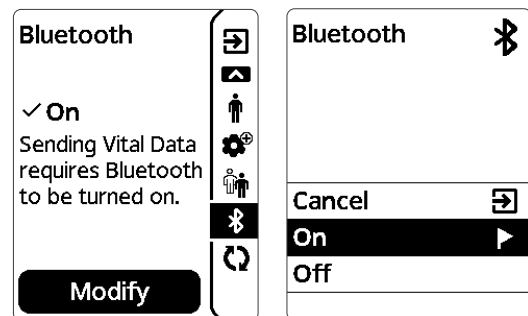 Bluetooth
✓ On
Sending Vital Data
requires Bluetooth
to be turned on.
Modify
Bluetooth
Cancel
On
Off